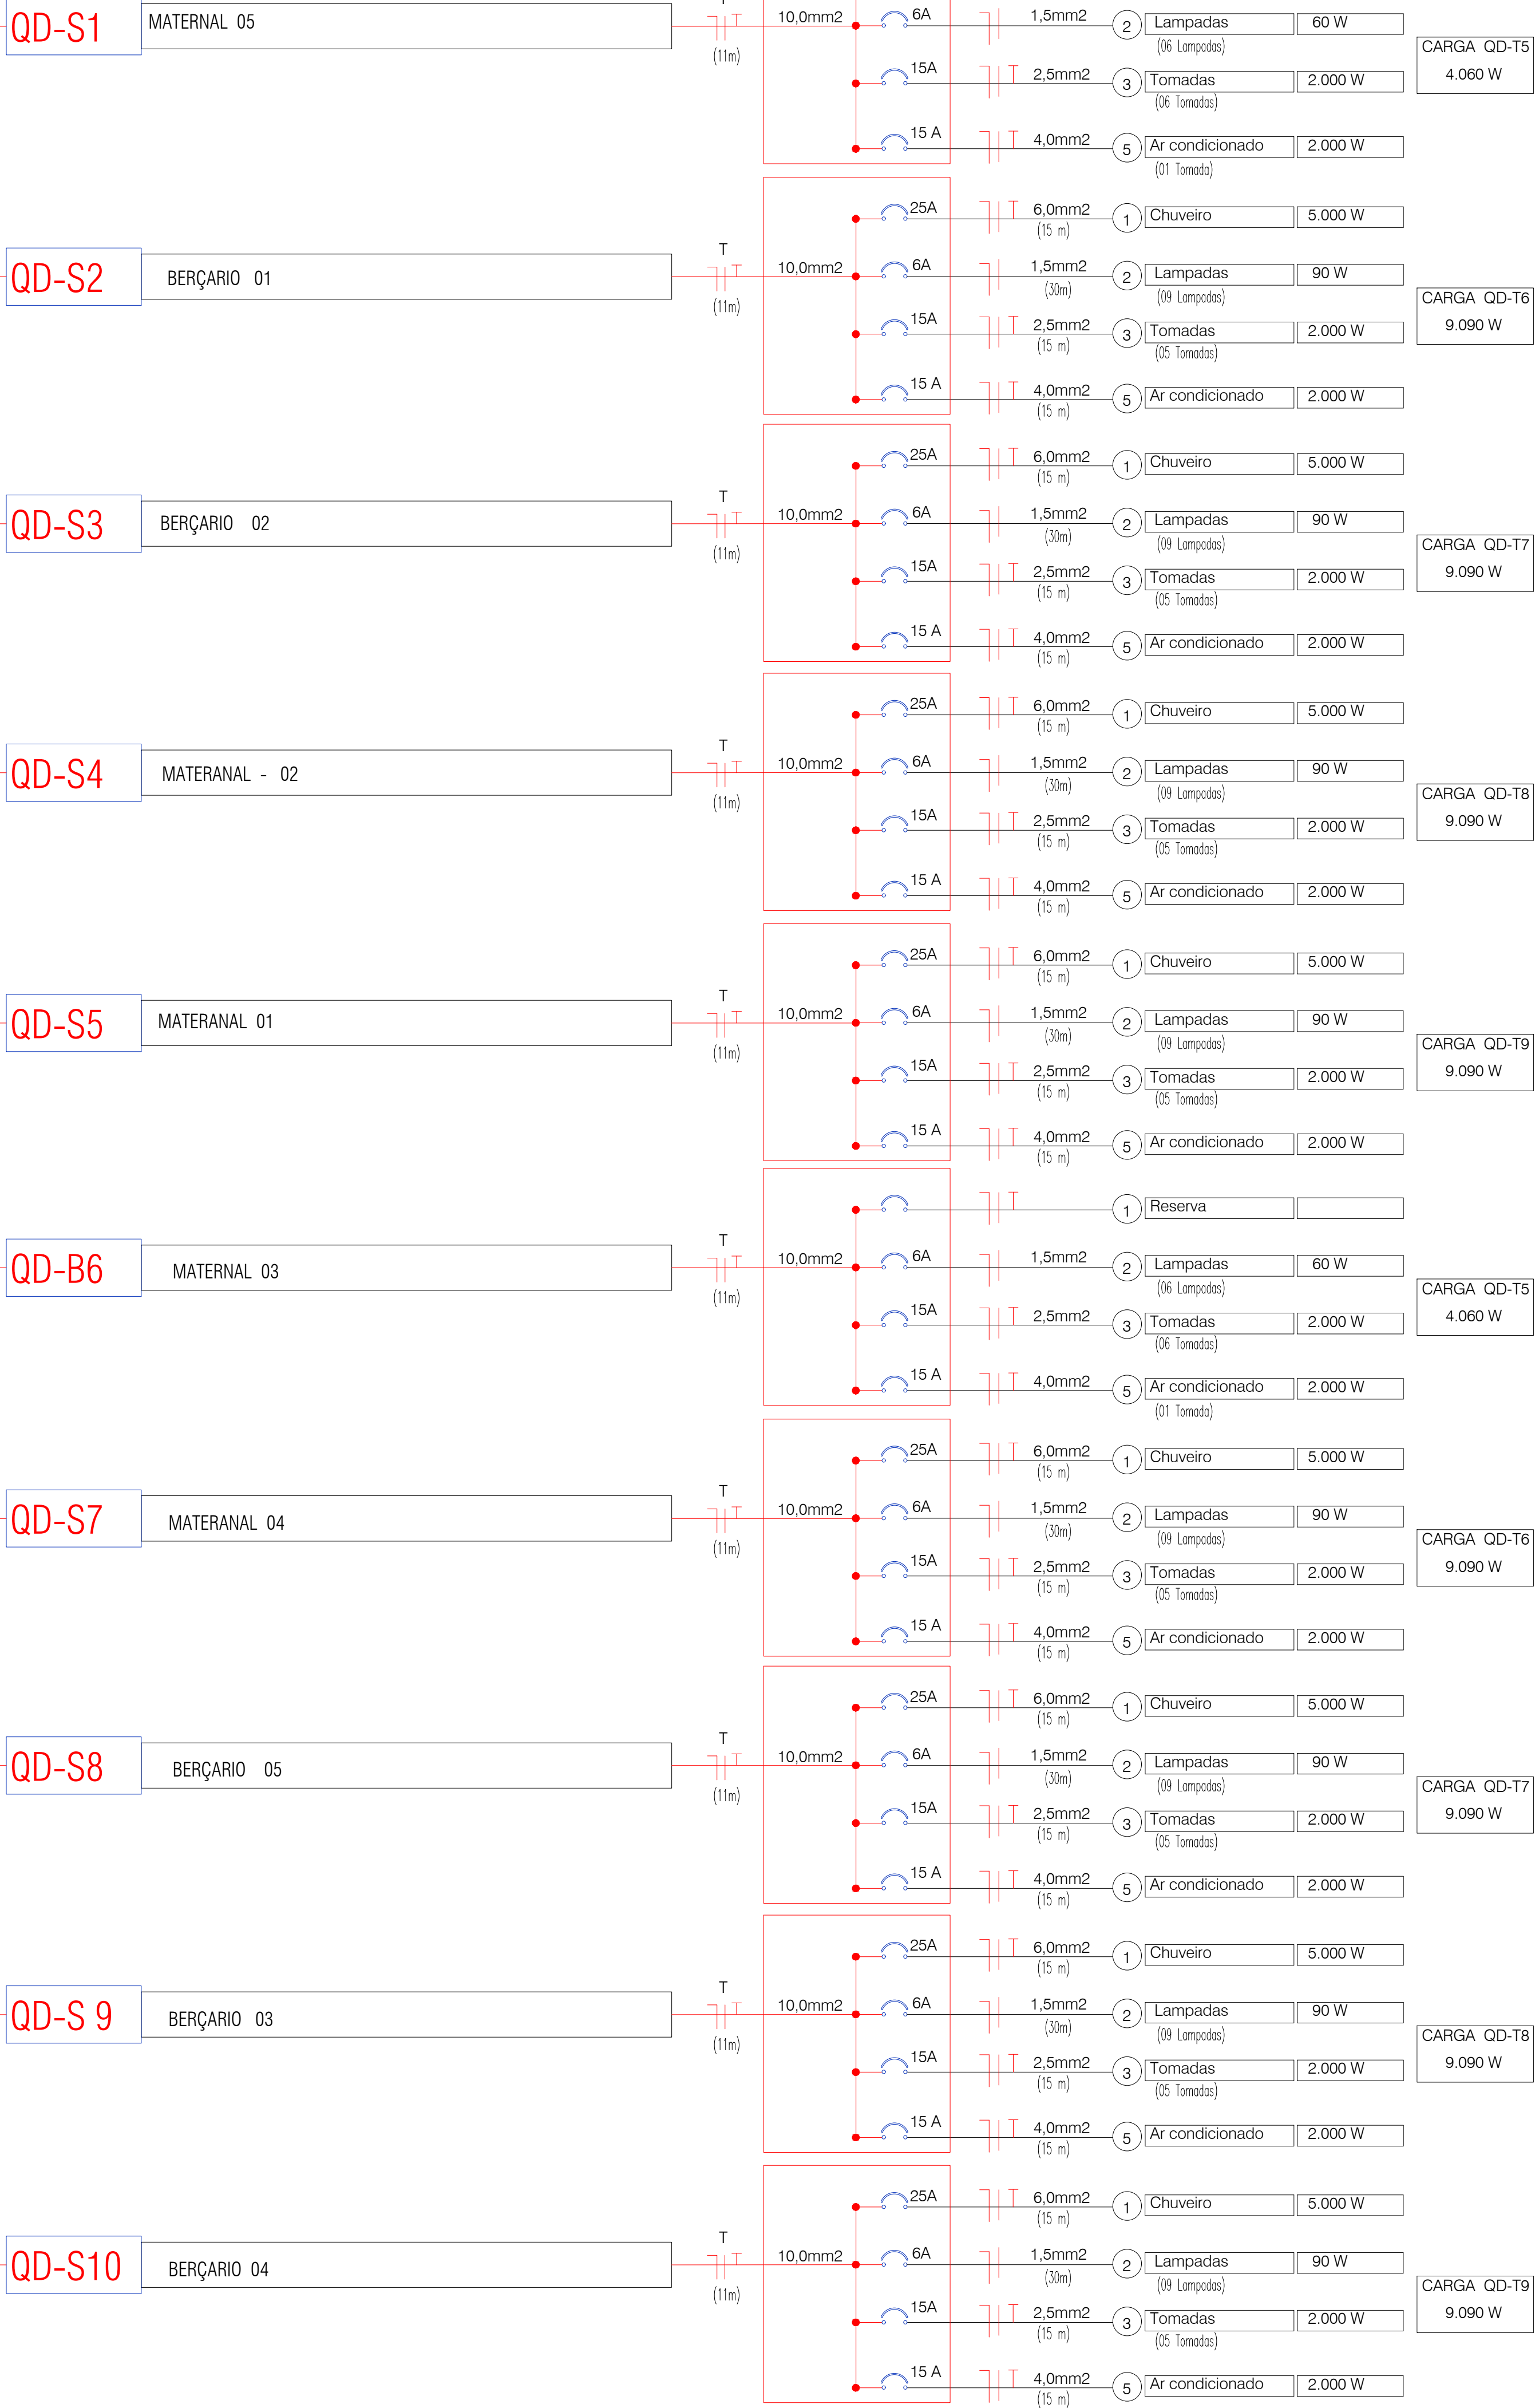 QD-S1
MATERNAL 05
(11m)
10,0mm2
6A
1,5mm2
2
Lampadas
60 W
(06 Lampadas)
15A
2,5mm2
3
Tomadas
2.000 W
(06 Tomadas)
15 A
4,0mm2
5
Ar condicionado
2.000 W
(01 Tomada)
CARGA QD-T5
4.060 W
QD-S2
BERÇARIO 01
T
(11m)
10,0mm2
25A
6,0mm2
(15 m)
1
Chuveiro
5.000 W
6A
1,5mm2
(30m)
2
Lampadas
90 W
(09 Lampadas)
15A
2,5mm2
(15 m)
3
Tomadas
2.000 W
(05 Tomadas)
15 A
4,0mm2
(15 m)
5
Ar condicionado
2.000 W
CARGA QD-T6
9.090 W
QD-S3
BERÇARIO 02
T
(11m)
10,0mm2
25A
6,0mm2
(15 m)
1
Chuveiro
5.000 W
6A
1,5mm2
(30m)
2
Lampadas
90 W
(09 Lampadas)
15A
2,5mm2
(15 m)
3
Tomadas
2.000 W
(05 Tomadas)
15 A
4,0mm2
(15 m)
5
Ar condicionado
2.000 W
CARGA QD-T7
9.090 W
QD-S4
MATERANAL - 02
T
(11m)
10,0mm2
25A
6,0mm2
(15 m)
1
Chuveiro
5.000 W
6A
1,5mm2
(30m)
2
Lampadas
90 W
(09 Lampadas)
15A
2,5mm2
(15 m)
3
Tomadas
2.000 W
(05 Tomadas)
15 A
4,0mm2
(15 m)
5
Ar condicionado
2.000 W
CARGA QD-T8
9.090 W
QD-S5
MATERANAL 01
T
(11m)
10,0mm2
25A
6,0mm2
(15 m)
1
Chuveiro
5.000 W
6A
1,5mm2
(30m)
2
Lampadas
90 W
(09 Lampadas)
15A
2,5mm2
(15 m)
3
Tomadas
2.000 W
(05 Tomadas)
15 A
4,0mm2
(15 m)
5
Ar condicionado
2.000 W
CARGA QD-T9
9.090 W
QD-B6
MATERNAL 03
T
(11m)
10,0mm2
1
Reserva
6A
1,5mm2
2
Lampadas
60 W
(06 Lampadas)
15A
2,5mm2
3
Tomadas
2.000 W
(06 Tomadas)
15 A
4,0mm2
5
Ar condicionado
2.000 W
(01 Tomada)
CARGA QD-T5
4.060 W
QD-S7
MATERANAL 04
T
(11m)
10,0mm2
25A
6,0mm2
(15 m)
1
Chuveiro
5.000 W
6A
1,5mm2
(30m)
2
Lampadas
90 W
(09 Lampadas)
15A
2,5mm2
(15 m)
3
Tomadas
2.000 W
(05 Tomadas)
15 A
4,0mm2
(15 m)
5
Ar condicionado
2.000 W
CARGA QD-T6
9.090 W
QD-S8
BERÇARIO 05
T
(11m)
10,0mm2
25A
6,0mm2
(15 m)
1
Chuveiro
5.000 W
6A
1,5mm2
(30m)
2
Lampadas
90 W
(09 Lampadas)
15A
2,5mm2
(15 m)
3
Tomadas
2.000 W
(05 Tomadas)
15 A
4,0mm2
(15 m)
5
Ar condicionado
2.000 W
CARGA QD-T7
9.090 W
QD-S 9
BERÇARIO 03
T
(11m)
10,0mm2
25A
6,0mm2
(15 m)
1
Chuveiro
5.000 W
6A
1,5mm2
(30m)
2
Lampadas
90 W
(09 Lampadas)
15A
2,5mm2
(15 m)
3
Tomadas
2.000 W
(05 Tomadas)
15 A
4,0mm2
(15 m)
5
Ar condicionado
2.000 W
CARGA QD-T8
9.090 W
QD-S10
BERÇARIO 04
T
(11m)
10,0mm2
25A
6,0mm2
(15 m)
1
Chuveiro
5.000 W
6A
1,5mm2
(30m)
2
Lampadas
90 W
(09 Lampadas)
15A
2,5mm2
(15 m)
3
Tomadas
2.000 W
(05 Tomadas)
15 A
4,0mm2
(15 m)
5
Ar condicionado
2.000 W
CARGA QD-T9
9.090 W